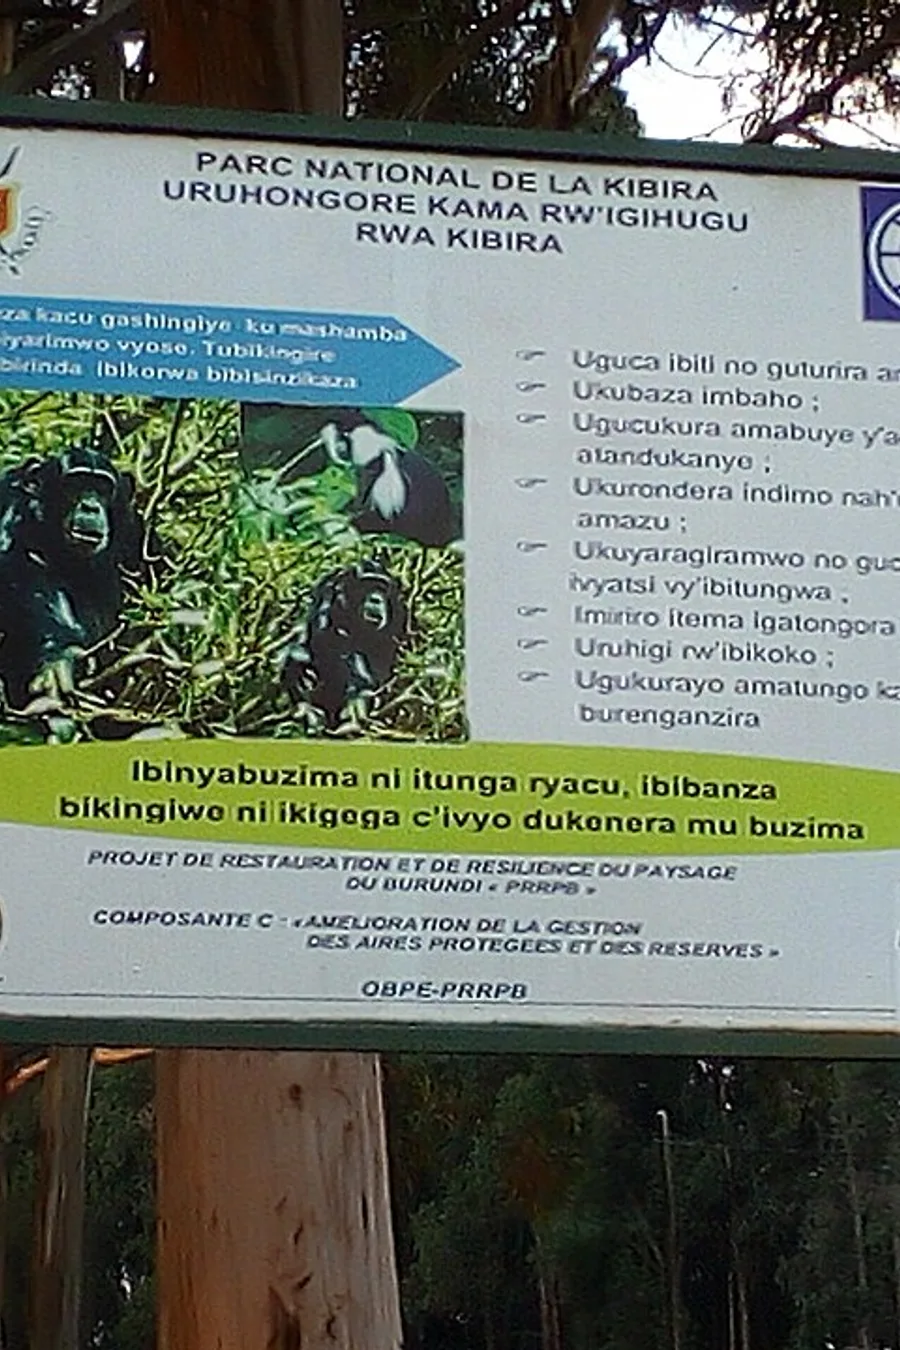 PARC NATIONAL DE LA KIBIRA
URUHONGORE KAMA RW'IGIHUGU
RWA KIBIRA
kacu gashingiye ku mashamba
vyose. Tubikingire
ibikorwa bibisinzikaza
Uguca ibiti no guturira
Ukubaza imbaho ;
Ugucukura amabuye
atandukanye ;
Ukurondera indimo
amazu ;
Ukuyaragiramwo no
ivyatsi vy'ibitungwa ,
Imiriro itema igatongora
Uruhigi rw'ibikoko ;
Ugukurayo amatungo
burenganzira
Ibinyabuzima ni itunga ryacu, ibibanza
bikingiwe ni ikigega c'ivyo dukenera mu buzima
PROJET DE RESTAURATION ET DE RESILIENCE DU PAYSAGE
DU BURUNDI « PRRPB »
COMPOSANTE C : «AMELIORATION DE LA GESTION
DES AIRES PROTEGEES ET DES RESERVES »
OBPE-PRRPB